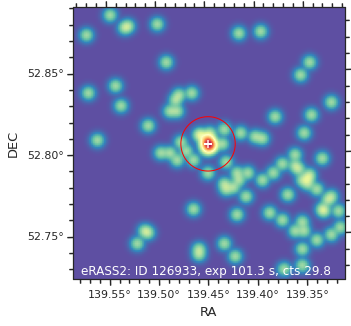 52.85°
52.80°
52.75°
DEC
eRASS2: ID 126933, exp 101.3 s, cts 29.8
139.55° 139.50° 139.45° 139.40° 139.35°
RA